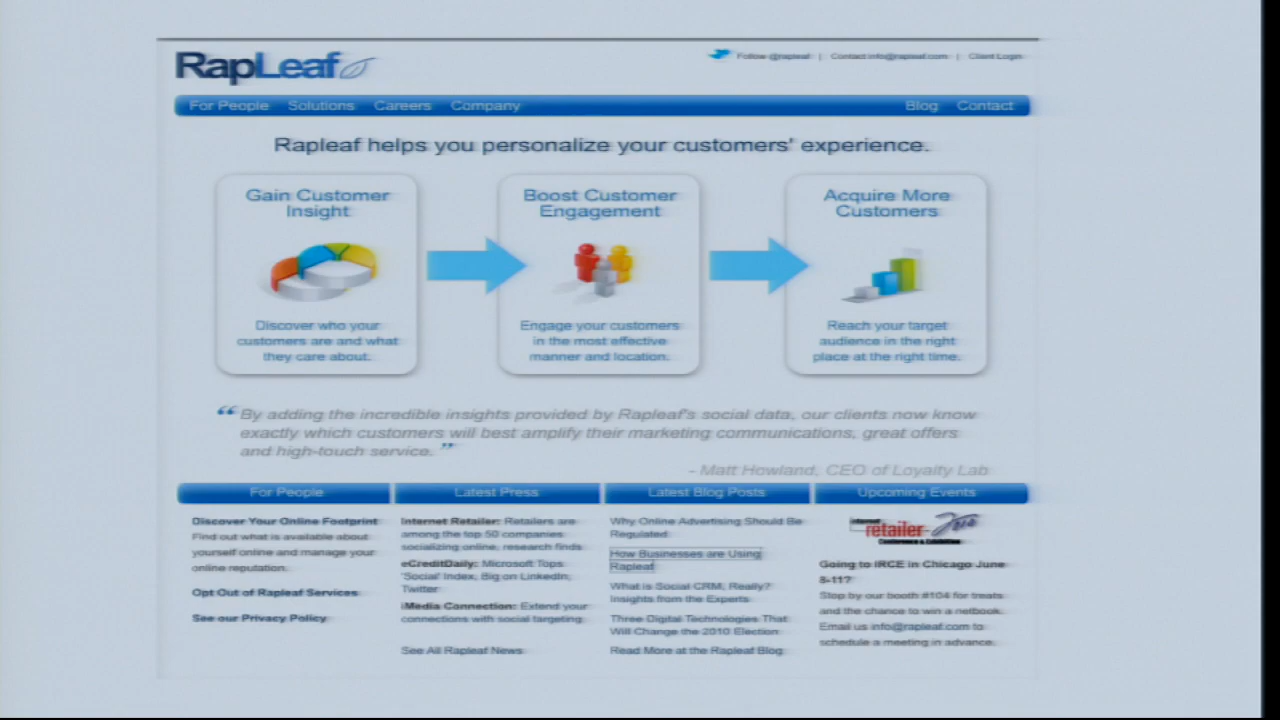 RapLeaf
Follow @rapleaf | Contact info@rapleaf.com | Client Login
For People Solutions Careers Company Blog Contact
Rapleaf helps you personalize your customers' experience.
Gain Customer
Insight
Discover who your
customers are and what
they care about.
Boost Customer
Engagement
Engage your customers
in the most effective
manner and location.
Acquire More
Customers
Reach your target
audience in the right
place at the right time.
“ By adding the incredible insights provided by Rapleaf's social data, our clients now know
exactly which customers will best amplify their marketing communications, great offers
and high-touch service. ”
- Matt Howland, CEO of Loyalty Lab
For People
Discover Your Online Footprint
Find out what is available about
yourself online and manage your
online reputation.
Opt Out of Rapleaf Services
See our Privacy Policy
Latest Press
Internet Retailer: Retailers are
among the top 50 companies
socializing online, research finds
eCreditDaily: Microsoft Tops
'Social' Index, Big on LinkedIn,
Twitter
iMedia Connection: Extend your
connections with social targeting
See All Rapleaf News
Latest Blog Posts
Why Online Advertising Should Be
Regulated
How Businesses are Using
Rapleaf
What is Social CRM, Really?
Insights from the Experts
Three Digital Technologies That
Will Change the 2010 Election
Read More at the Rapleaf Blog
Upcoming Events
internet
retailer 2010
Conference & Exhibition
Going to IRCE in Chicago June
8-11?
Stop by our booth #104 for treats
and the chance to win a netbook.
Email us info@rapleaf.com to
schedule a meeting in advance.